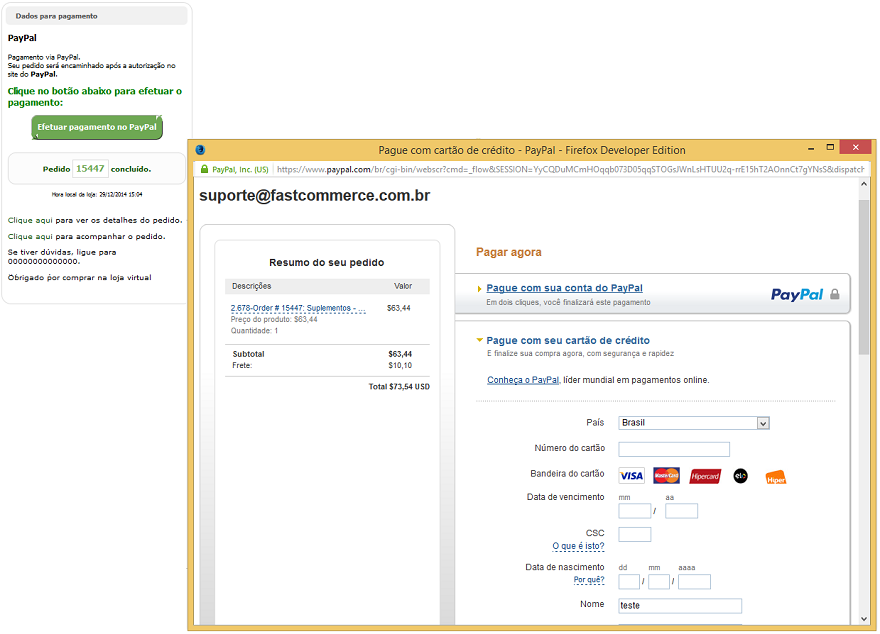 Dados para pagamento
PayPal
Pagamento via PayPal.
Seu pedido será encaminhado após a autorização no
site do PayPal.
Clique no botão abaixo para efetuar o
pagamento:
Efetuar pagamento no PayPal
Pedido 15447 concluído.
Hora local da loja: 29/12/2014 15:04
Clique aqui para ver os detalhes do pedido.
Clique aqui para acompanhar o pedido.
Se tiver dúvidas, ligue para
00000000000000.
Obrigado por comprar na loja virtual
Pague com cartão de crédito - PayPal - Firefox Developer Edition
PayPal, Inc. (US) https://www.paypal.com/br/cgi-bin/webscr?cmd=_flow&SESSION=YyCQDuMCmHOqqb073D05qqSTOGsJWnLsHTUU2q-rrE15hT2AOnnCt7gYNsS&dispatch
suporte@fastcommerce.com.br
Resumo do seu pedido
Descrições Valor
2.678-Order # 15447: Suplementos - ... $63,44
Preço do produto: $63,44
Quantidade: 1
Subtotal $63,44
Frete: $10,10
Total $73,54 USD
Pagar agora
Pague com sua conta do PayPal
Em dois cliques, você finalizará este pagamento
PayPal
Pague com seu cartão de crédito
E finalize sua compra agora, com segurança e rapidez
Conheça o PayPal, líder mundial em pagamentos online.
País Brasil
Número do cartão
Bandeira do cartão VISA MasterCard Hipercard elo Hiper
Data de vencimento mm aa
/
CSC
O que é isto?
Data de nascimento dd mm aaaa
Por quê? / /
Nome teste